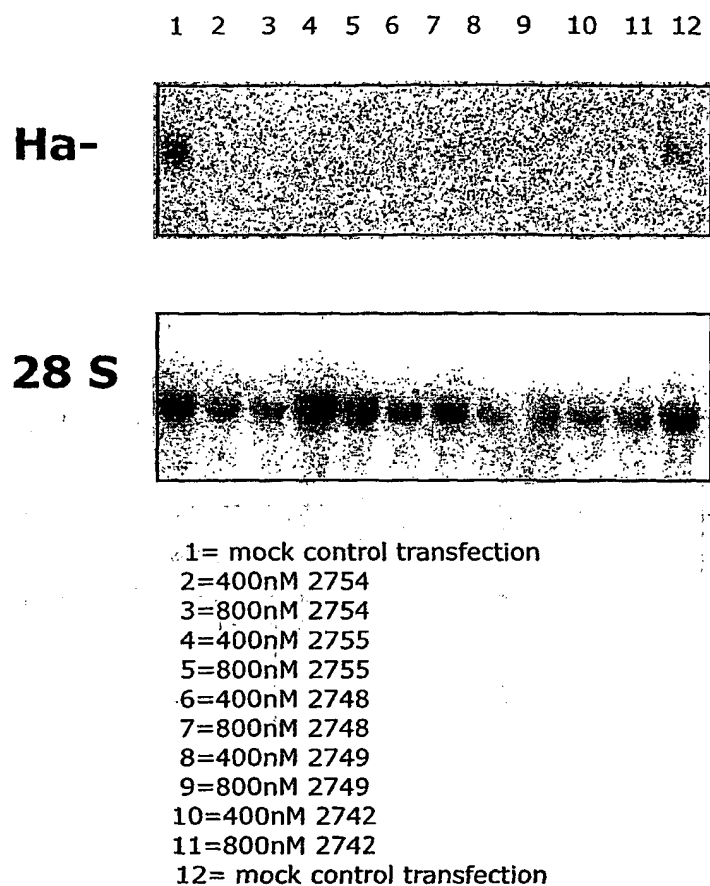 1 2 3 4 5 6 7 8 9 10 11 12
Ha-
28 S
1= mock control transfection
2=400nM 2754
3=800nM 2754
4=400nM 2755
5=800nM 2755
6=400nM 2748
7=800nM 2748
8=400nM 2749
9=800nM 2749
10=400nM 2742
11=800nM 2742
12= mock control transfection